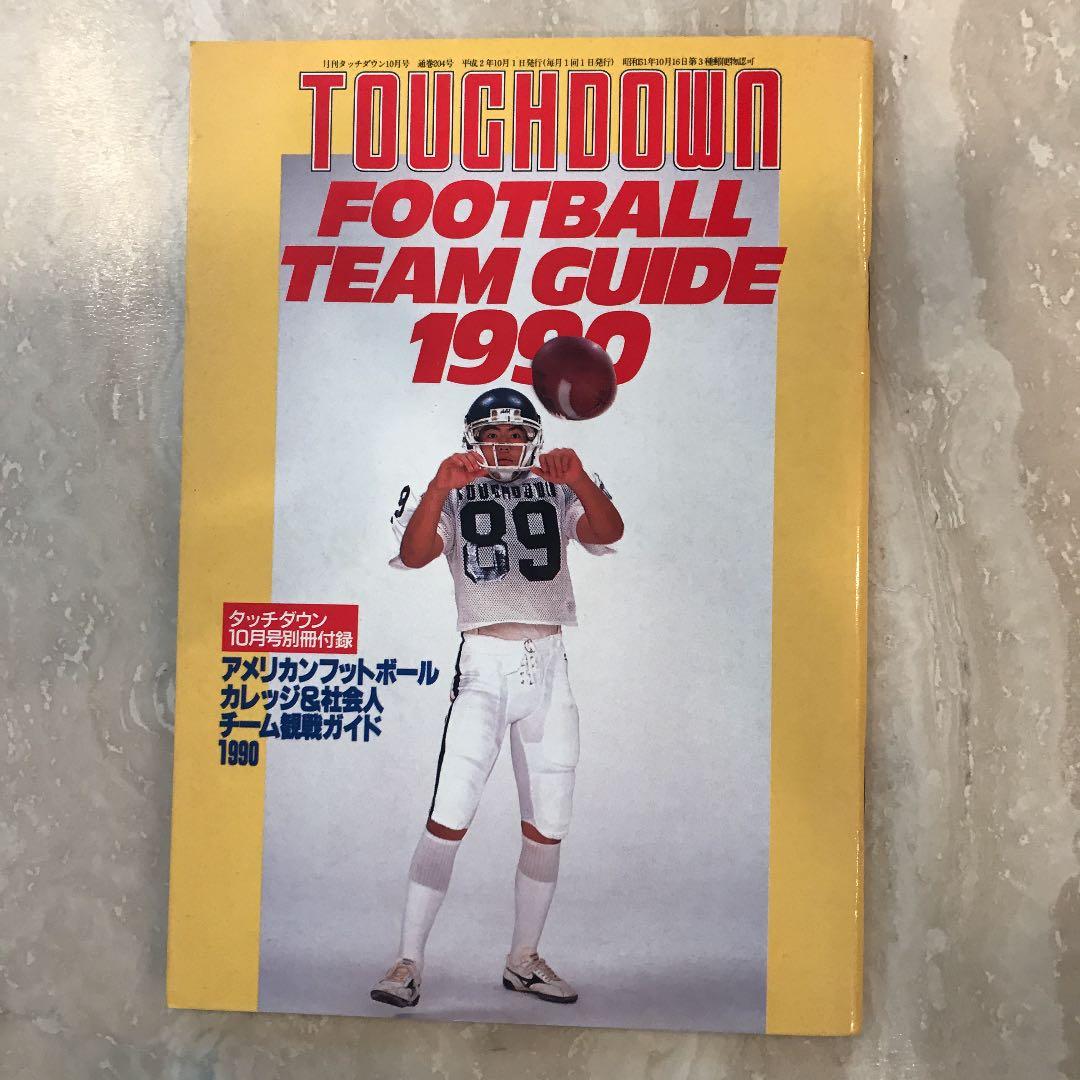 月刊タッチダウン10月号 通巻204号 平成2年10月1日発行(毎月1回1日発行) 昭和51年10月16日第3種郵便物認可
TOUCHDOWN
FOOTBALL
TEAM GUIDE
1990
TOUCHDOWN
89
9
タッチダウン
10月号別冊付録
アメリカンフットボール
カレッジ&社会人
チーム観戦ガイド
1990